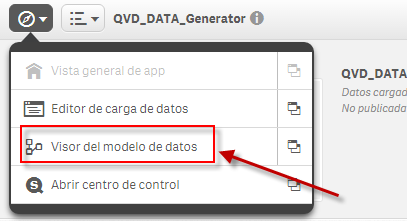 QVD_DATA_Generator
Vista general de app
Editor de carga de datos
Visor del modelo de datos
Abrir centro de control
QVD_DATA
Datos cargad
No publicada